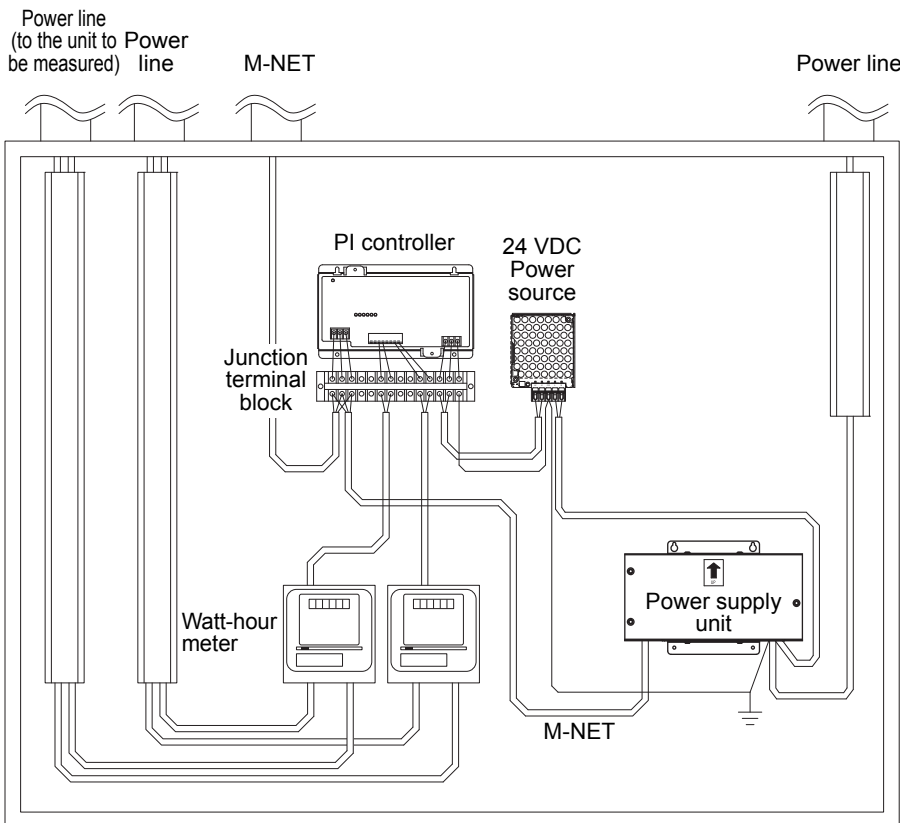 Power line
(to the unit to
be measured)
Power
line
M-NET
Power line
PI controller
24 VDC
Power
source
Junction
terminal
block
Watt-hour
meter
Power supply
unit
M-NET